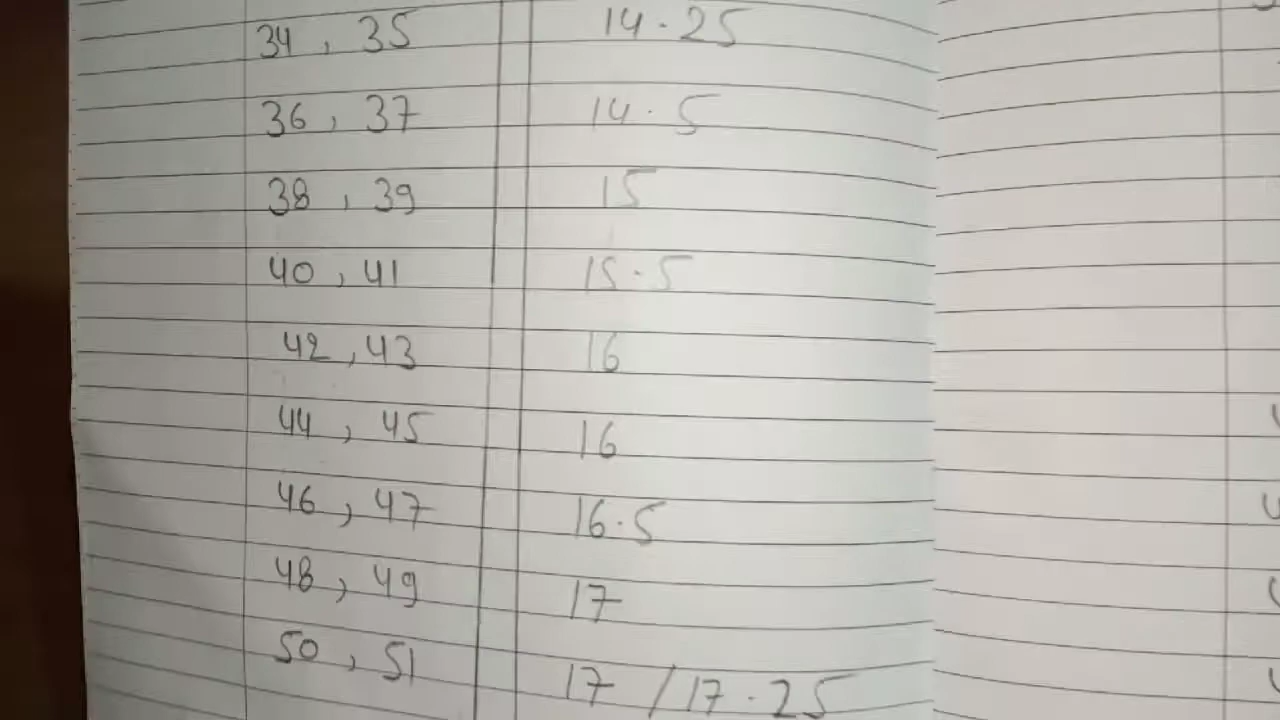 34 , 35 14.25
36 , 37 14.5
38 , 39 15
40 , 41 15.5
42 , 43 16
44 , 45 16
46 , 47 16.5
48 , 49 17
50 , 51 17 / 17.25